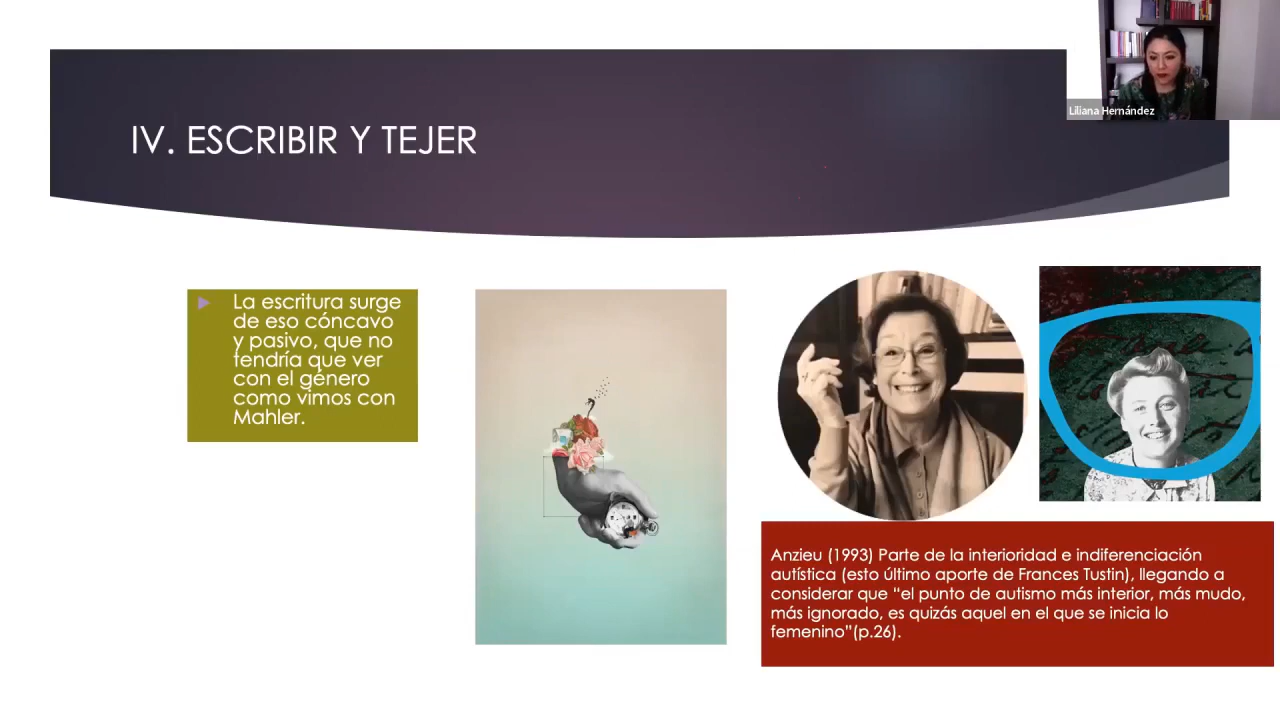 Liliana Hernández
IV. ESCRIBIR Y TEJER
La escritura surge
de eso cóncavo
y pasivo, que no
tendría que ver
con el género
como vimos con
Mahler.
Anzieu (1993) Parte de la interioridad e indiferenciación
autística (esto último aporte de Frances Tustin), llegando a
considerar que “el punto de autismo más interior, más mudo,
más ignorado, es quizás aquel en el que se inicia lo
femenino”(p.26).